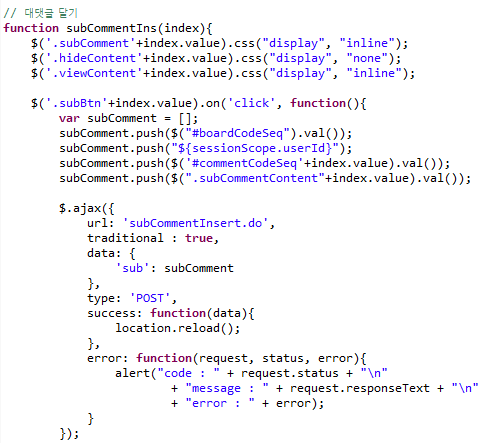 // 대댓글 달기
function subCommentIns(index){
    $('.subComment'+index.value).css("display", "inline");
    $('.hideContent'+index.value).css("display", "none");
    $('.viewContent'+index.value).css("display", "inline");

    $('.subBtn'+index.value).on('click', function(){
        var subComment = [];
        subComment.push($("#boardCodeSeq").val());
        subComment.push("${sessionScope.userId}");
        subComment.push($('#commentCodeSeq'+index.value).val());
        subComment.push($(".subCommentContent"+index.value).val());

        $.ajax({
            url: 'subCommentInsert.do',
            traditional : true,
            data: {
                'sub': subComment
            },
            type: 'POST',
            success: function(data){
                location.reload();
            },
            error: function(request, status, error){
                alert("code : " + request.status + "\n"
                        + "message : " + request.responseText + "\n"
                        + "error : " + error);
            }
        });